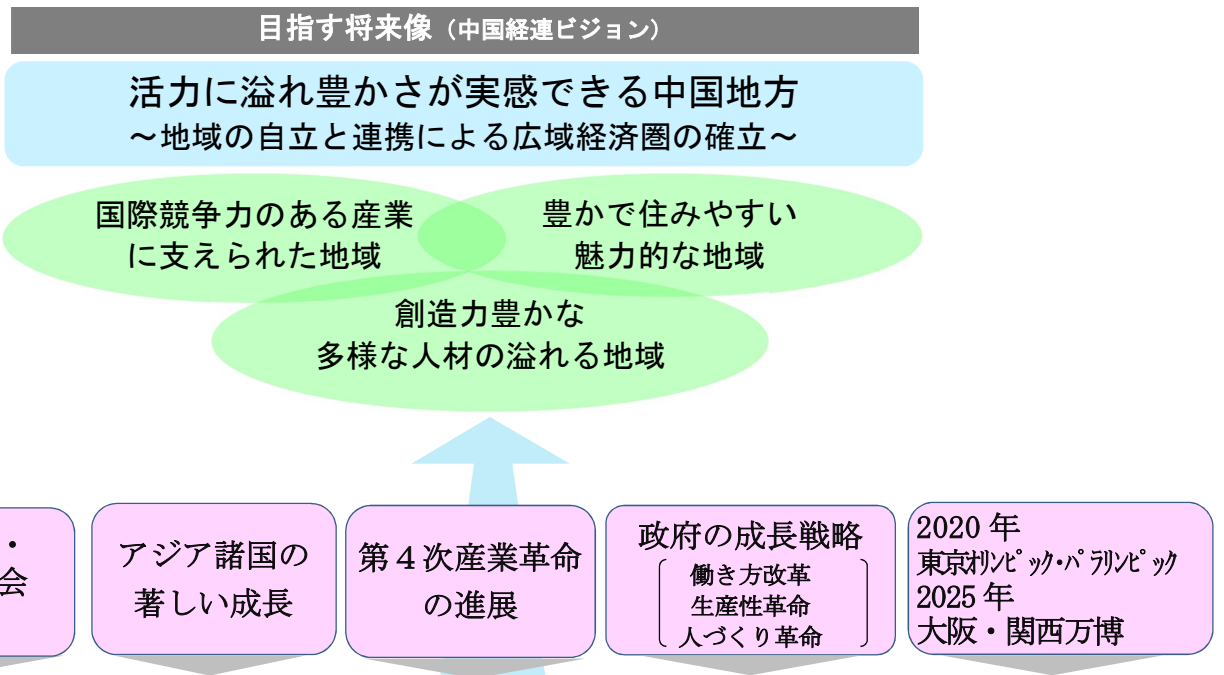 目指す将来像（中国経連ビジョン）
活力に溢れ豊かさが実感できる中国地方
～地域の自立と連携による広域経済圏の確立～
国際競争力のある産業
に支えられた地域
豊かで住みやすい
魅力的な地域
創造力豊かな
多様な人材の溢れる地域
・
会
アジア諸国の
著しい成長
第４次産業革命
の進展
政府の成長戦略
働き方改革
生産性革命
人づくり革命
2020 年
東京ｵﾘﾝﾋﾟｯｸ・ﾊﾟﾗﾘﾝﾋﾟｯｸ
2025 年
大阪・関西万博